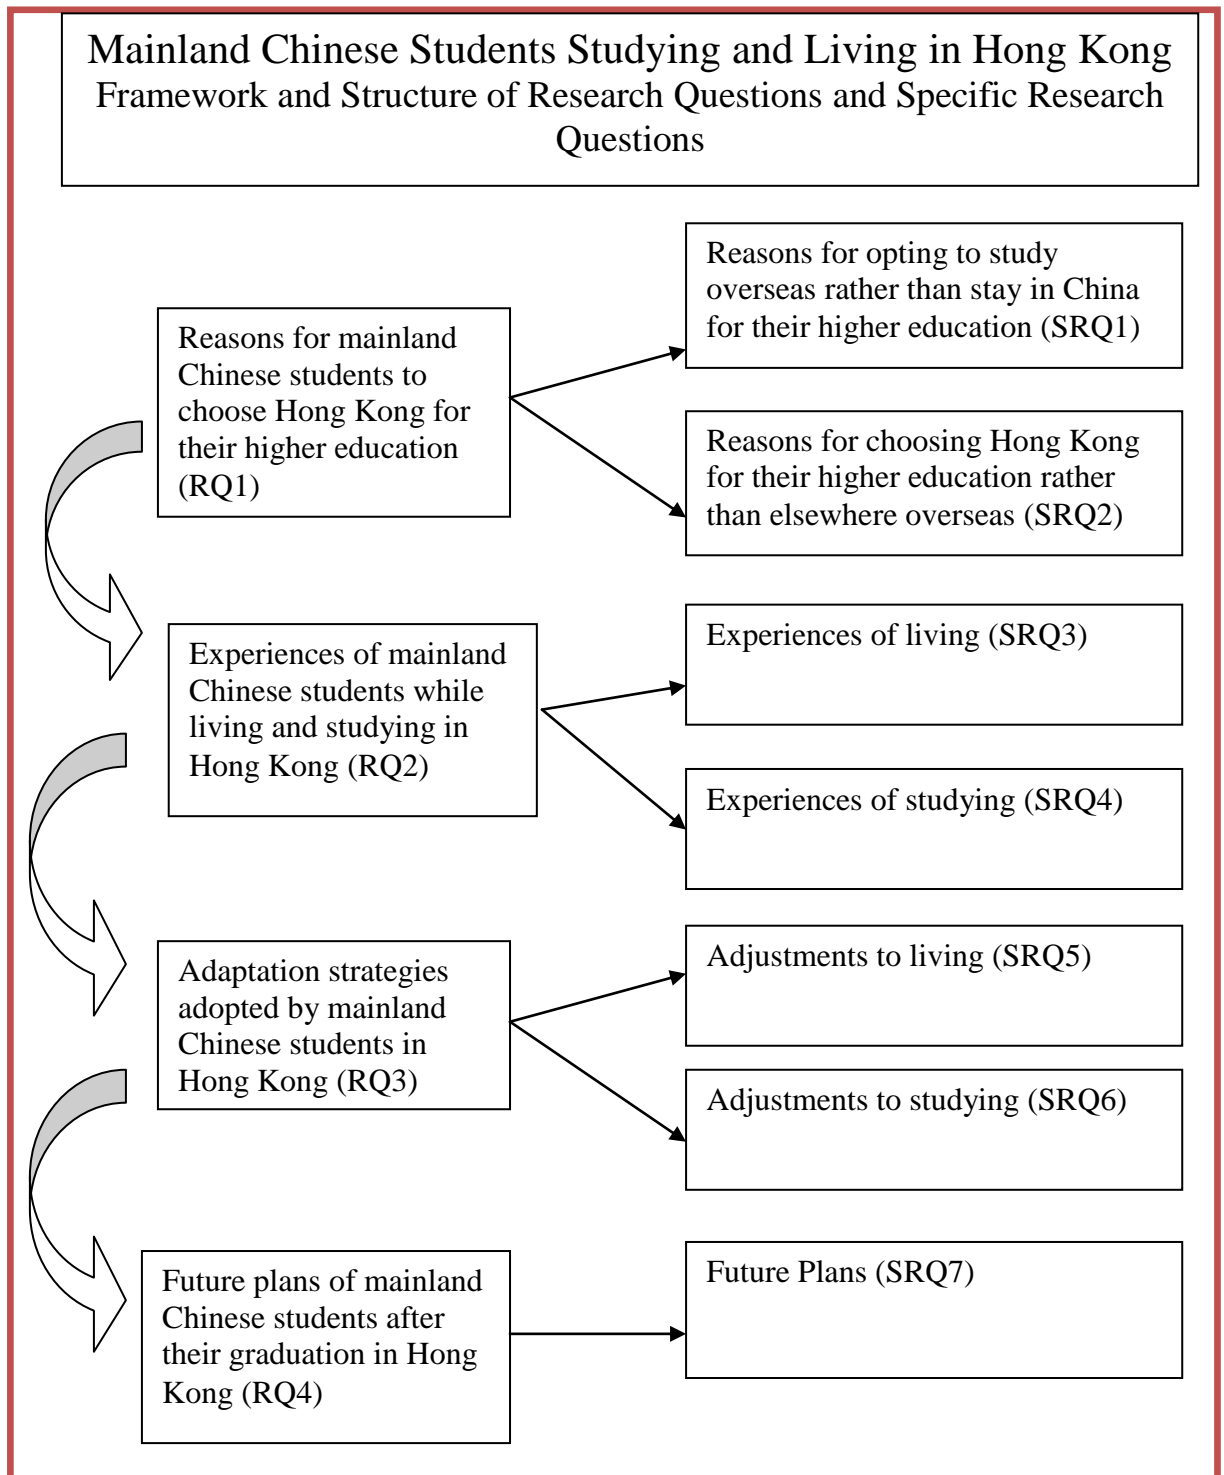 Mainland Chinese Students Studying and Living in Hong Kong
Framework and Structure of Research Questions and Specific Research
Questions
Reasons for mainland
Chinese students to
choose Hong Kong for
their higher education
(RQ1)
Reasons for opting to study
overseas rather than stay in China
for their higher education (SRQ1)
Reasons for choosing Hong Kong
for their higher education rather
than elsewhere overseas (SRQ2)
Experiences of mainland
Chinese students while
living and studying in
Hong Kong (RQ2)
Experiences of living (SRQ3)
Experiences of studying (SRQ4)
Adaptation strategies
adopted by mainland
Chinese students in
Hong Kong (RQ3)
Adjustments to living (SRQ5)
Adjustments to studying (SRQ6)
Future plans of mainland
Chinese students after
their graduation in Hong
Kong (RQ4)
Future Plans (SRQ7)